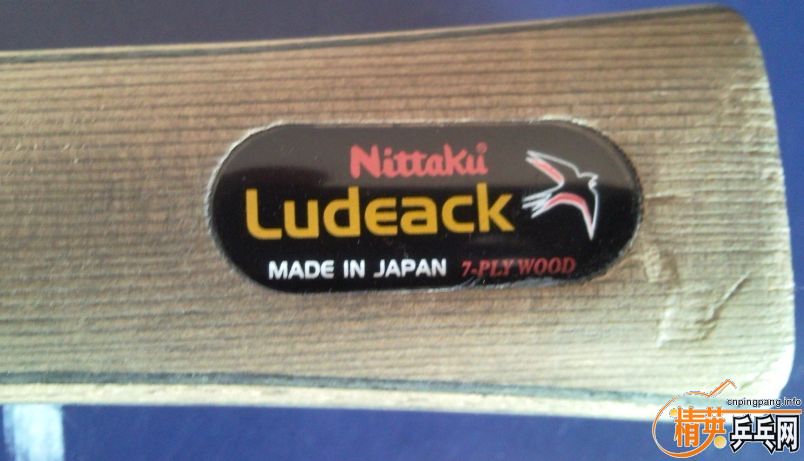 Nittaku
Ludeack
MADE IN JAPAN 7-PLY WOOD
cnpingpang.info
精英乒乓网